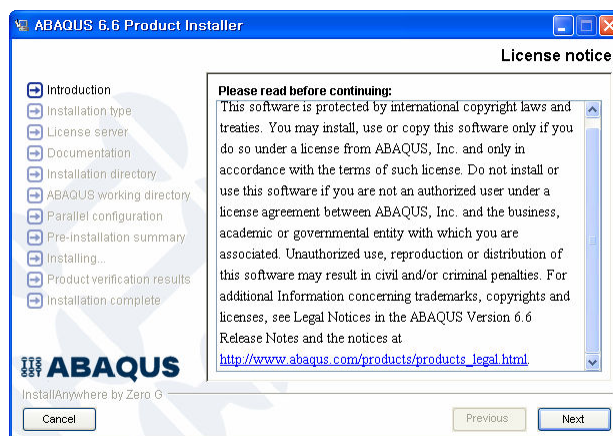 ABAQUS 6.6 Product Installer
License notice
Introduction
Installation type
License server
Documentation
Installation directory
ABAQUS working directory
Parallel configuration
Pre-installation summary
Installing...
Product verification results
Installation complete
Please read before continuing:
This software is protected by international copyright laws and
treaties. You may install, use or copy this software only if you
do so under a license from ABAQUS, Inc. and only in
accordance with the terms of such license. Do not install or
use this software if you are not an authorized user under a
license agreement between ABAQUS, Inc. and the business,
academic or governmental entity with which you are
associated. Unauthorized use, reproduction or distribution of
this software may result in civil and/or criminal penalties. For
additional Information concerning trademarks, copyrights and
licenses, see Legal Notices in the ABAQUS Version 6.6
Release Notes and the notices at
http://www.abaqus.com/products/products_legal.html.
ABAQUS
InstallAnywhere by Zero G
Cancel
Previous
Next